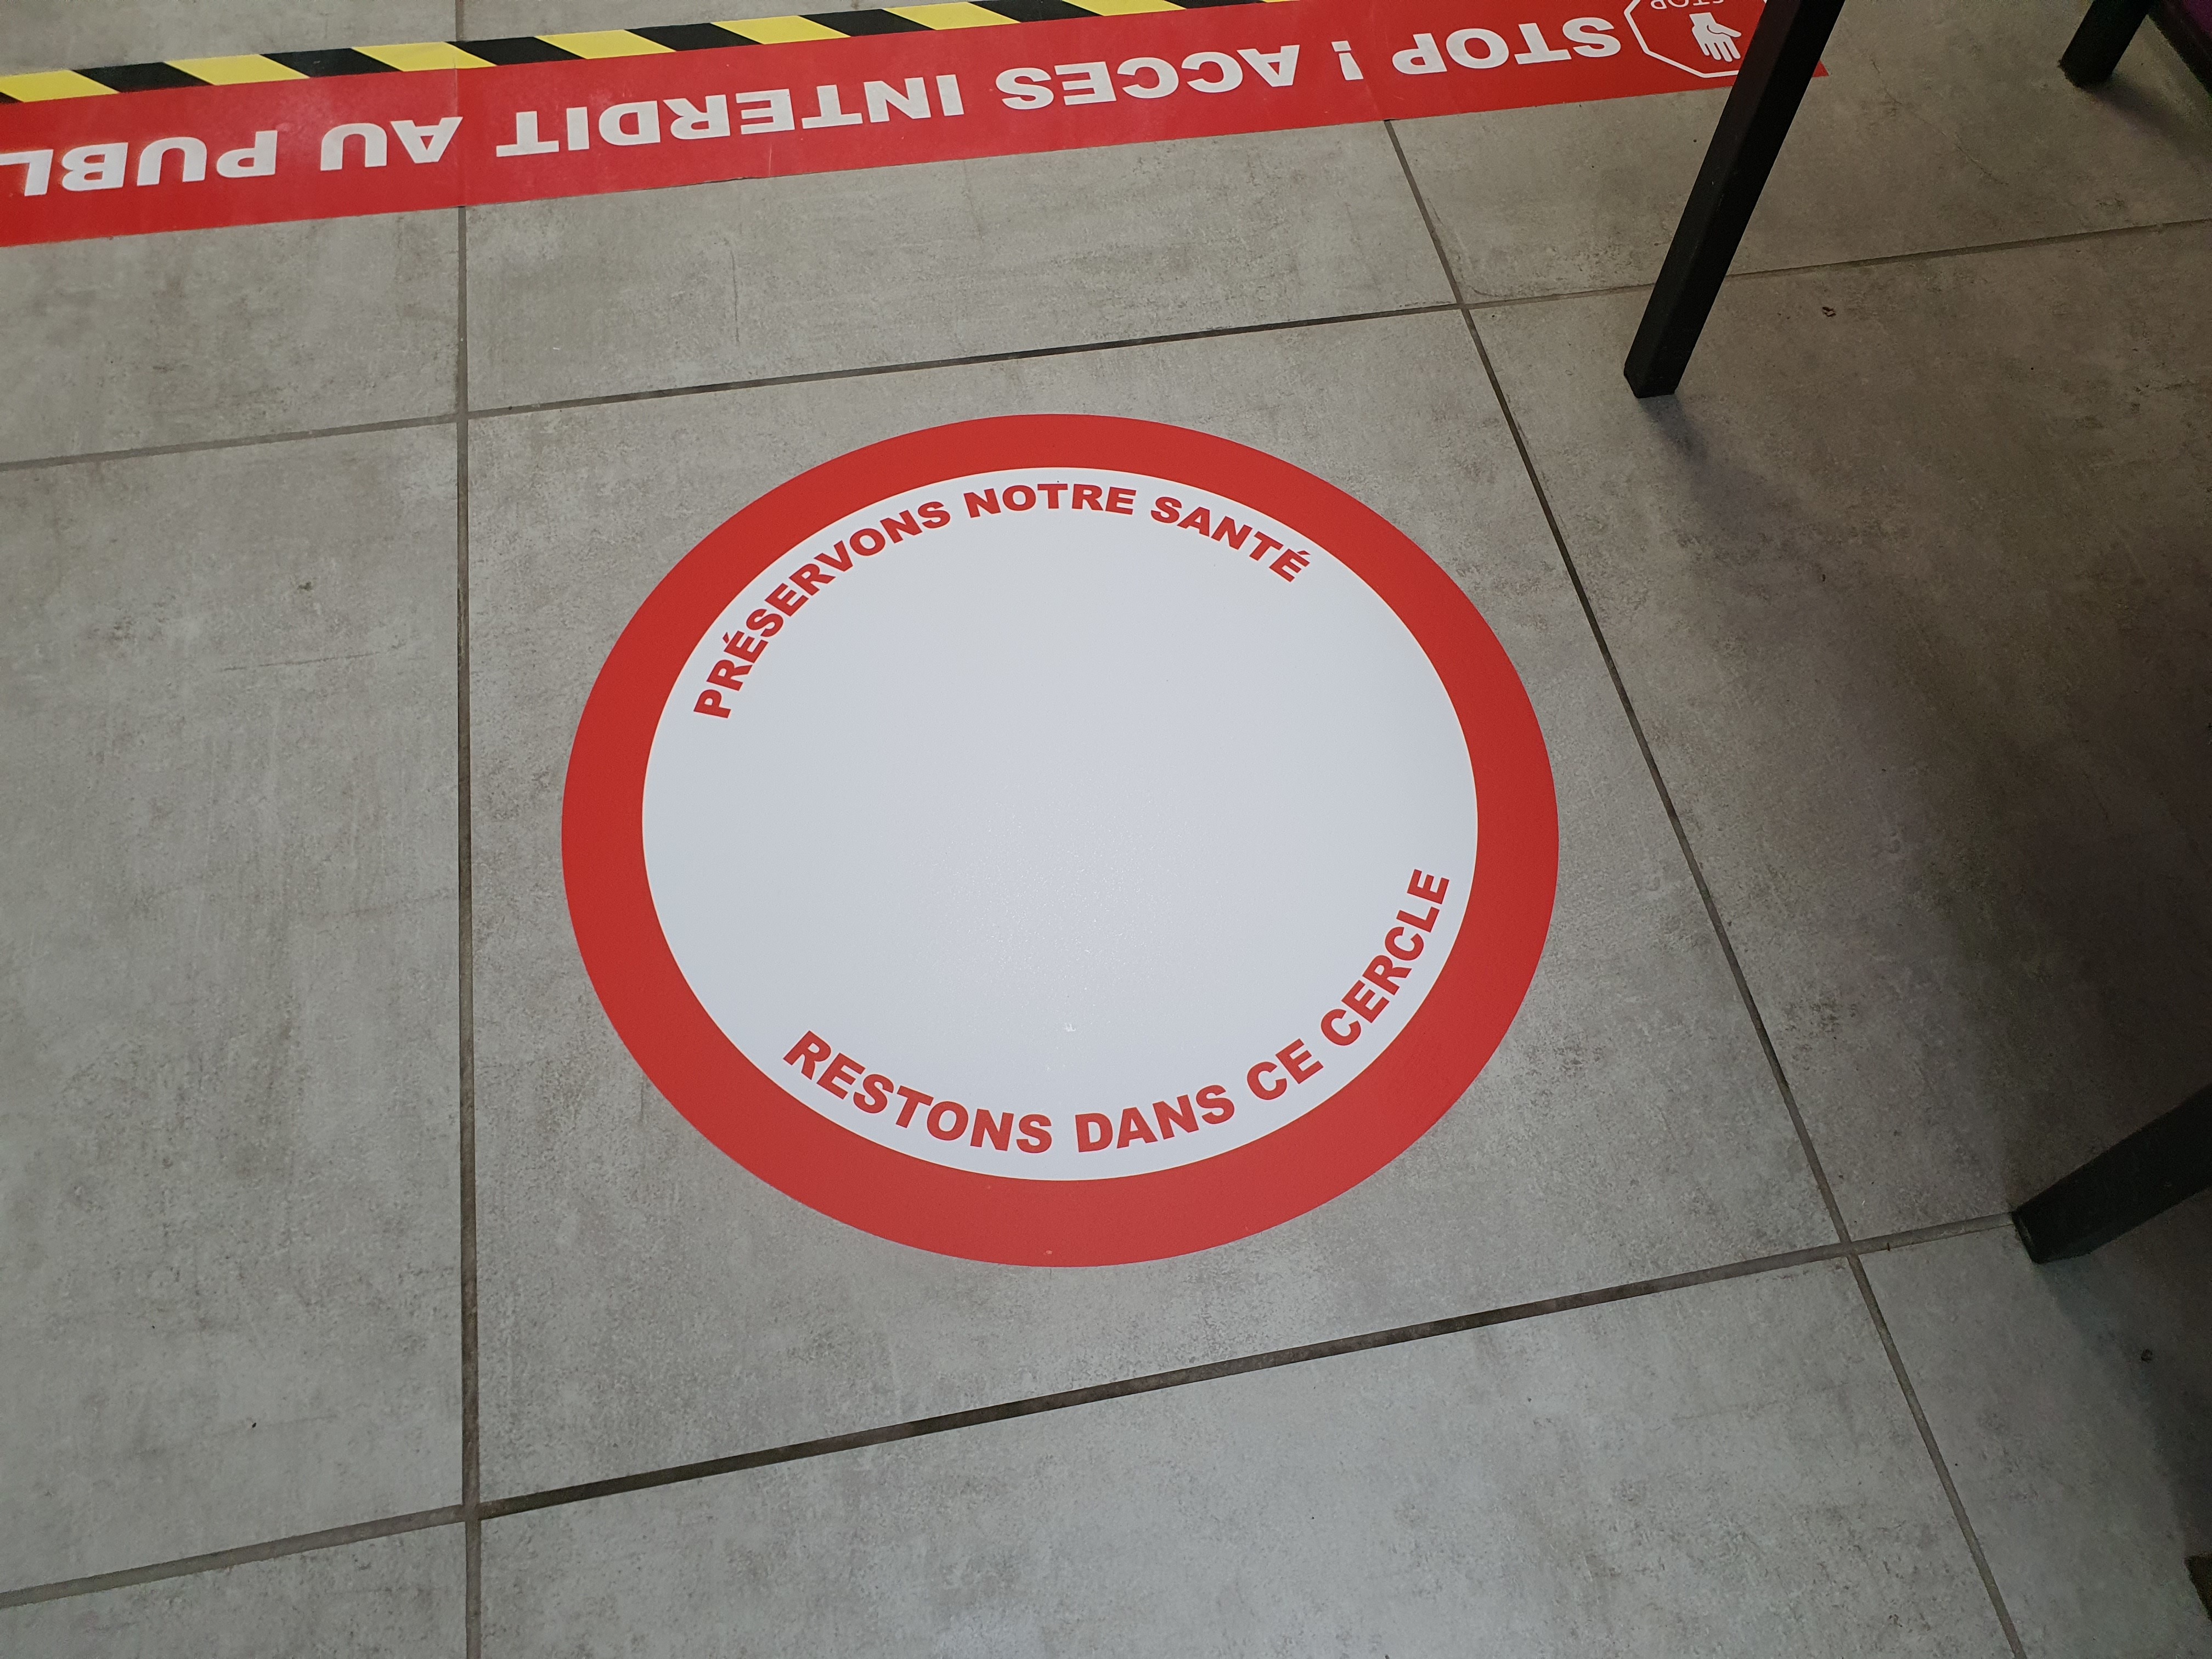 STOP
STOP ! ACCES INTERDIT AU PUBL
PRÉSERVONS NOTRE SANTÉ
RESTONS DANS CE CERCLE